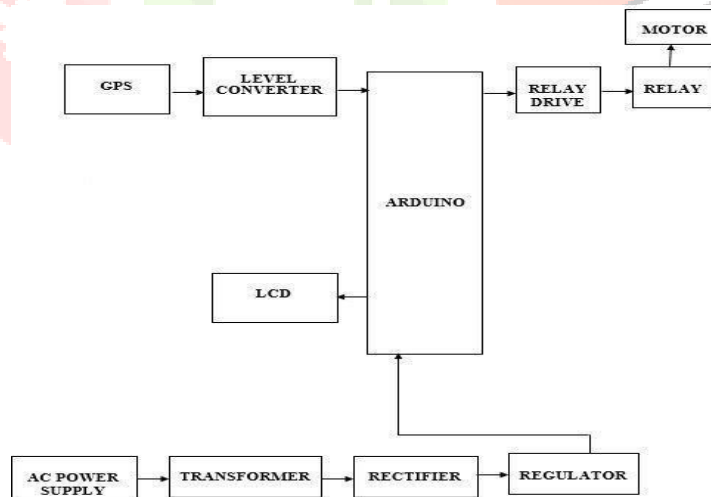 MOTOR
GPS
LEVEL
CONVERTER
RELAY
DRIVE
RELAY
ARDUINO
LCD
AC POWER
SUPPLY
TRANSFORMER
RECTIFIER
REGULATOR